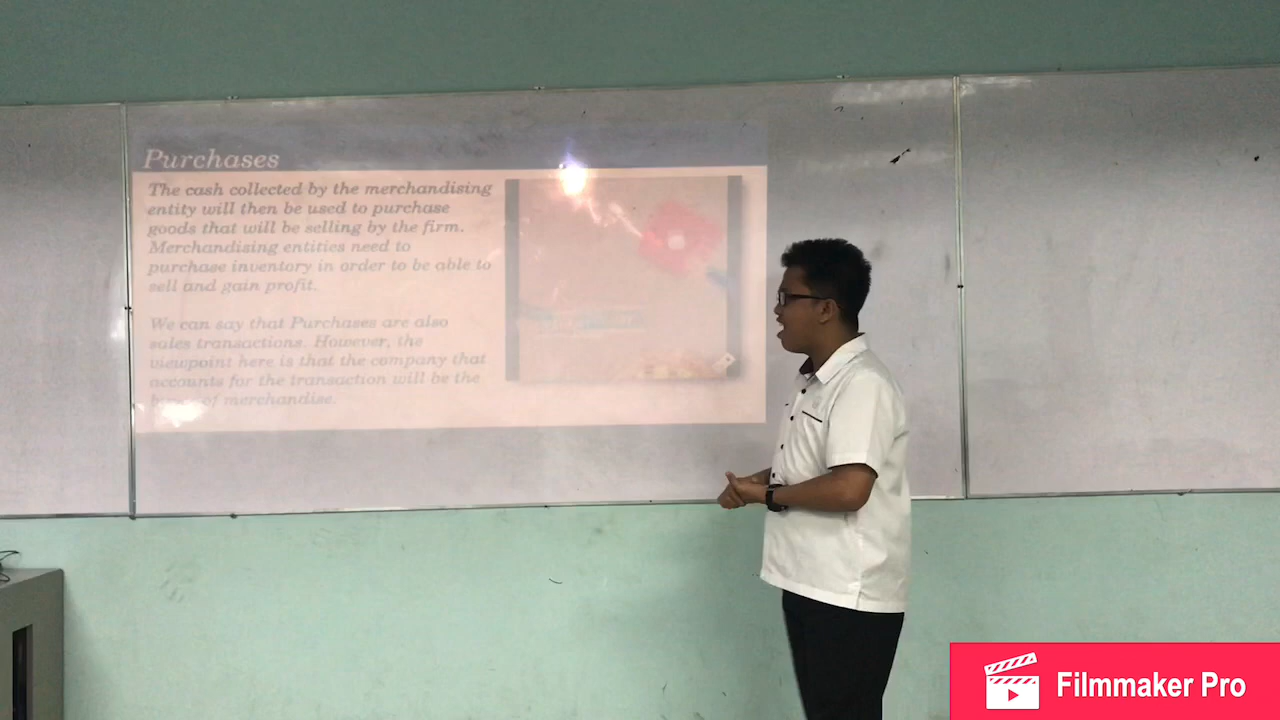 Purchases
The cash collected by the merchandising
entity will then be used to purchase
goods that will be selling by the firm.
Merchandising entities need to
purchase inventory in order to be able to
sell and gain profit.
We can say that Purchases are also
sales transactions. However, the
viewpoint here is that the company that
accounts for the transaction will be the
of merchandise.
Filmmaker Pro